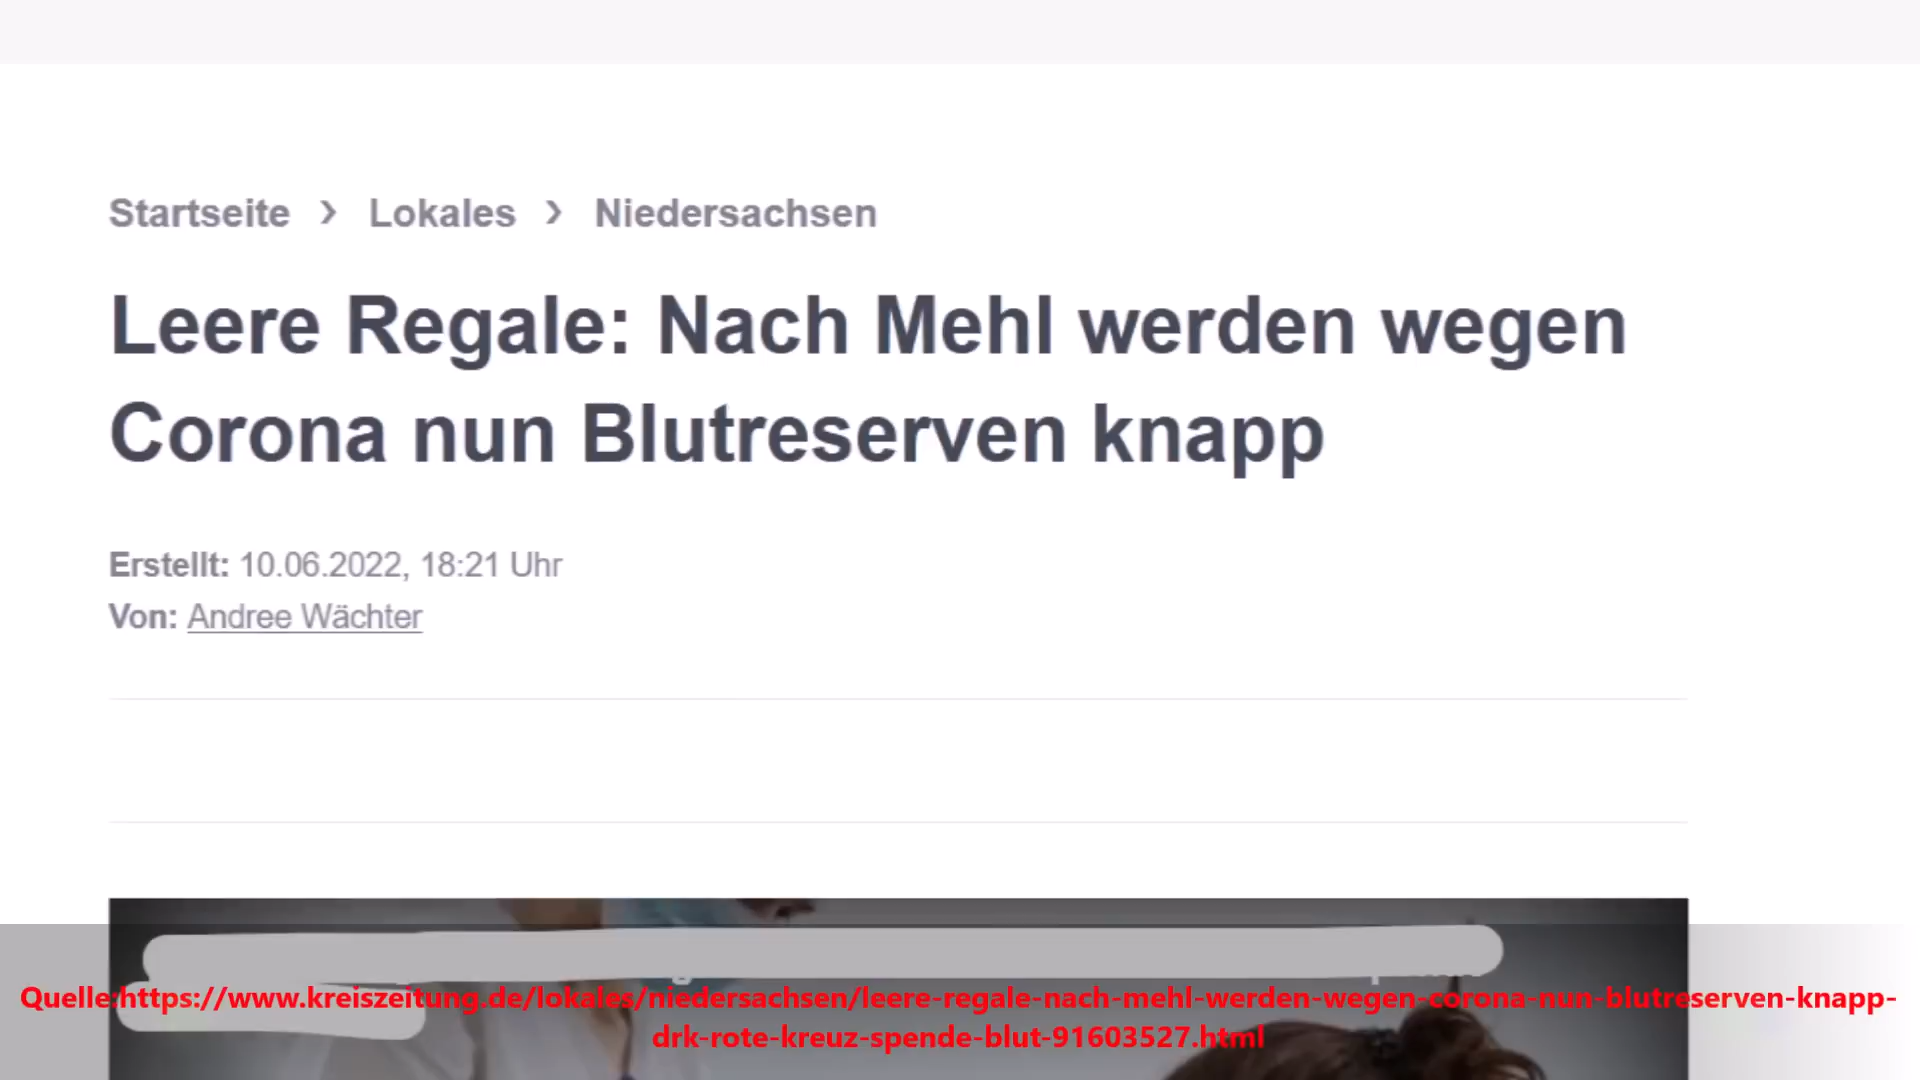 Startseite > Lokales > Niedersachsen
Leere Regale: Nach Mehl werden wegen
Corona nun Blutreserven knapp
Erstellt: 10.06.2022, 18:21 Uhr
Von: Andree Wächter
Quelle:https://www.kreiszeitung.de/lokales/niedersachsen/leere-regale-nach-mehl-werden-wegen-corona-nun-blutreserven-knapp-
drk-rote-kreuz-spende-blut-91603527.html